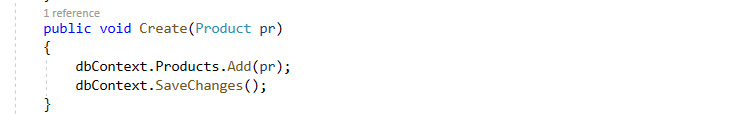 1 reference
public void Create(Product pr)
{
dbContext.Products.Add(pr);
dbContext.SaveChanges();
}